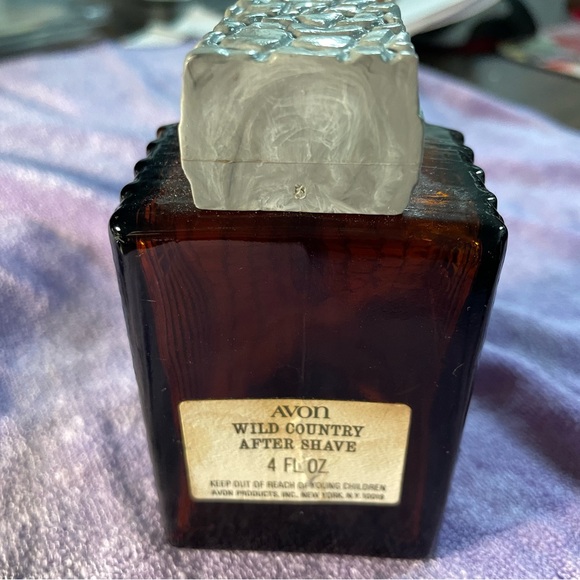 AVON
WILD COUNTRY
AFTER SHAVE
4 FL OZ
KEEP OUT OF REACH OF YOUNG CHILDREN
AVON PRODUCTS, INC. NEW YORK, N.Y. 10019